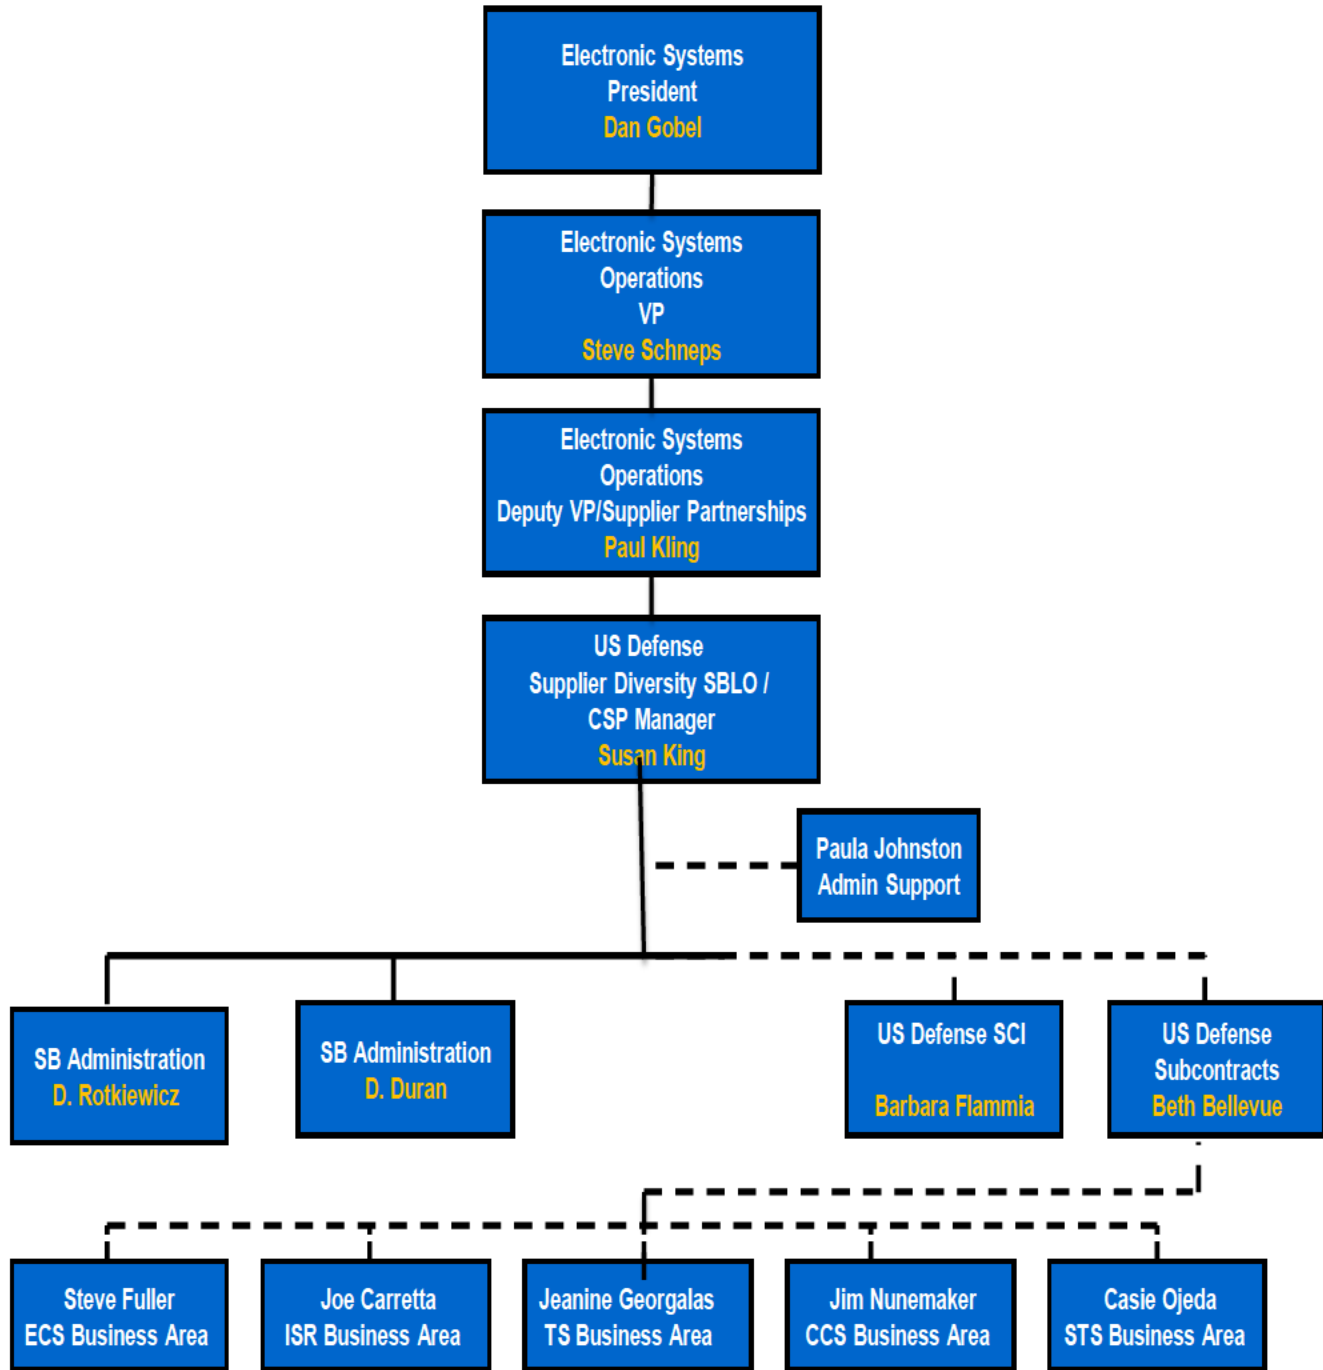 Electronic Systems
President
Dan Gobel
Electronic Systems
Operations
VP
Steve Schneps
Electronic Systems
Operations
Deputy VP/Supplier Partnerships
Paul Kling
US Defense
Supplier Diversity SBLO /
CSP Manager
Susan King
Paula Johnston
Admin Support
SB Administration
D. Rotkiewicz
SB Administration
D. Duran
US Defense SCI
Barbara Flammia
US Defense
Subcontracts
Beth Bellevue
Steve Fuller
ECS Business Area
Joe Carretta
ISR Business Area
Jeanine Georgalas
TS Business Area
Jim Nunemaker
CCS Business Area
Casie Ojeda
STS Business Area